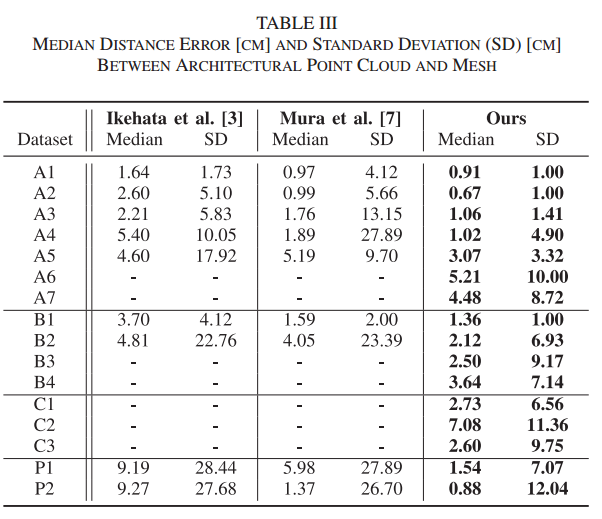 TABLE III
MEDIAN DISTANCE ERROR [CM] AND STANDARD DEVIATION (SD) [CM]
BETWEEN ARCHITECTURAL POINT CLOUD AND MESH
Ikehata et al. [3] Mura et al. [7] Ours
Dataset Median SD Median SD Median SD
A1 1.64 1.73 0.97 4.12 0.91 1.00
A2 2.60 5.10 0.99 5.66 0.67 1.00
A3 2.21 5.83 1.76 13.15 1.06 1.41
A4 5.40 10.05 1.89 27.89 1.02 4.90
A5 4.60 17.92 5.19 9.70 3.07 3.32
A6 - - - - 5.21 10.00
A7 - - - - 4.48 8.72
B1 3.70 4.12 1.59 2.00 1.36 1.00
B2 4.81 22.76 4.05 23.39 2.12 6.93
B3 - - - - 2.50 9.17
B4 - - - - 3.64 7.14
C1 - - - - 2.73 6.56
C2 - - - - 7.08 11.36
C3 - - - - 2.60 9.75
P1 9.19 28.44 5.98 27.89 1.54 7.07
P2 9.27 27.68 1.37 26.70 0.88 12.04